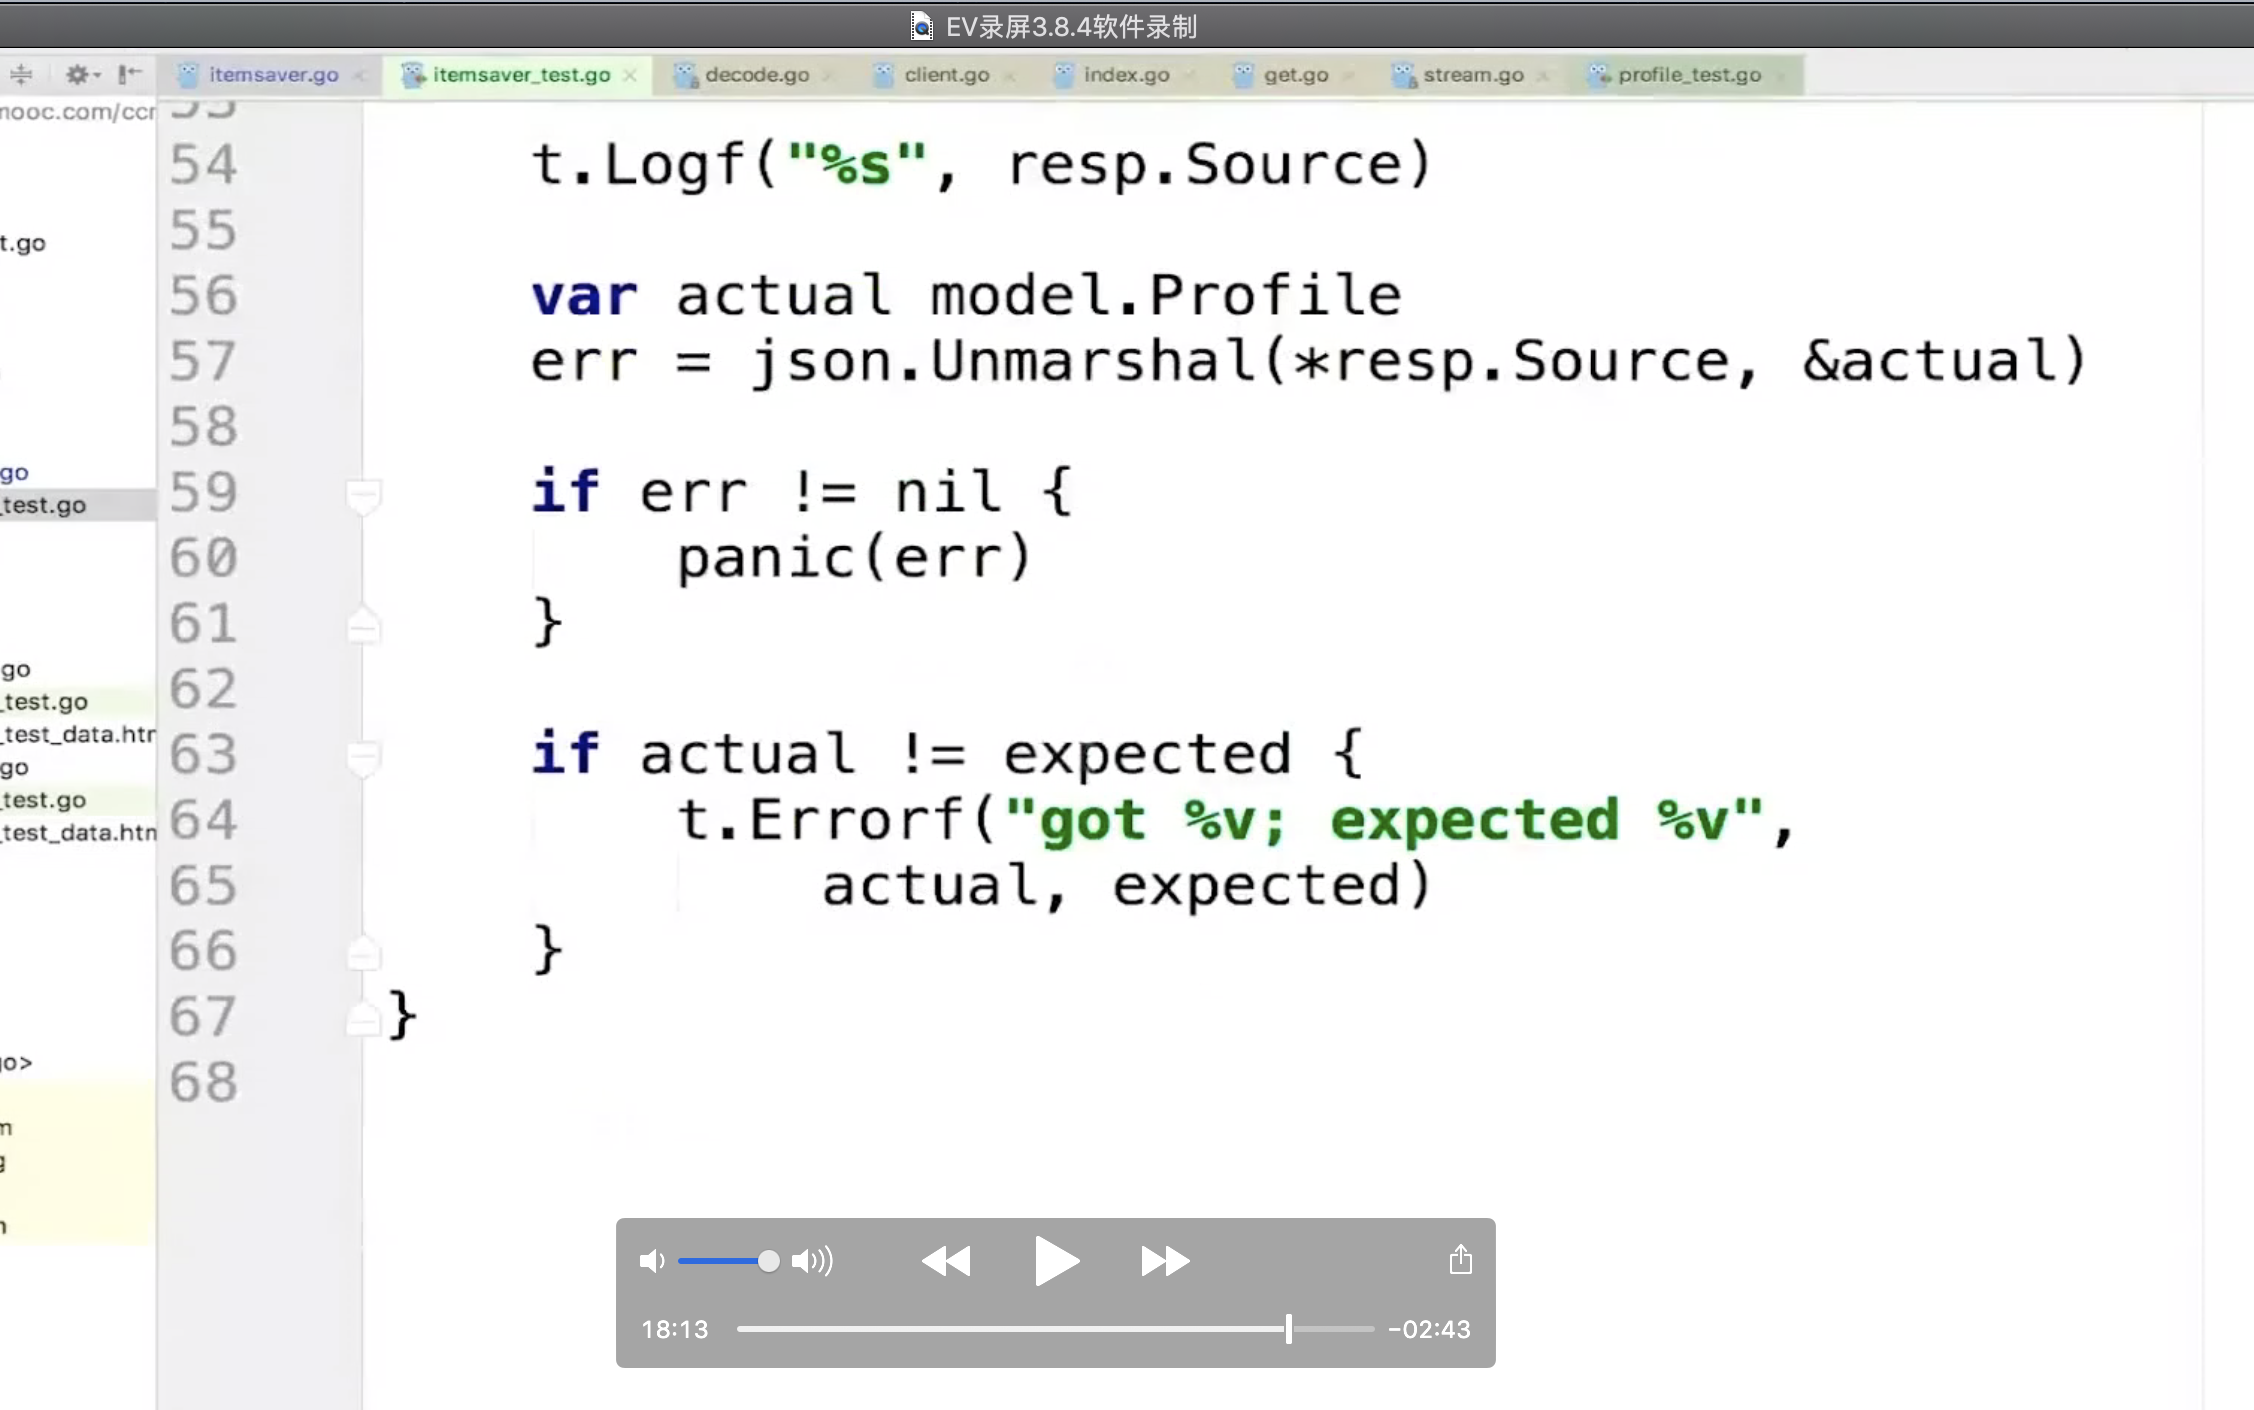 EV录屏3.8.4软件录制
itemsaver.go itemsaver_test.go decode.go client.go index.go get.go stream.go profile_test.go
mooc.com/ccr
54 t.Logf("%s", resp.Source)
55
t.go
56 var actual model.Profile
57 err = json.Unmarshal(*resp.Source, &actual)
58
go
59 if err != nil {
_test.go
60 panic(err)
61 }
go
62
_test.go
_test_data.htm
63 if actual != expected {
go
_test.go
64 t.Errorf("got %v; expected %v",
_test_data.htm
65 actual, expected)
66 }
67 }
go>
68
m
g
18:13 -02:43